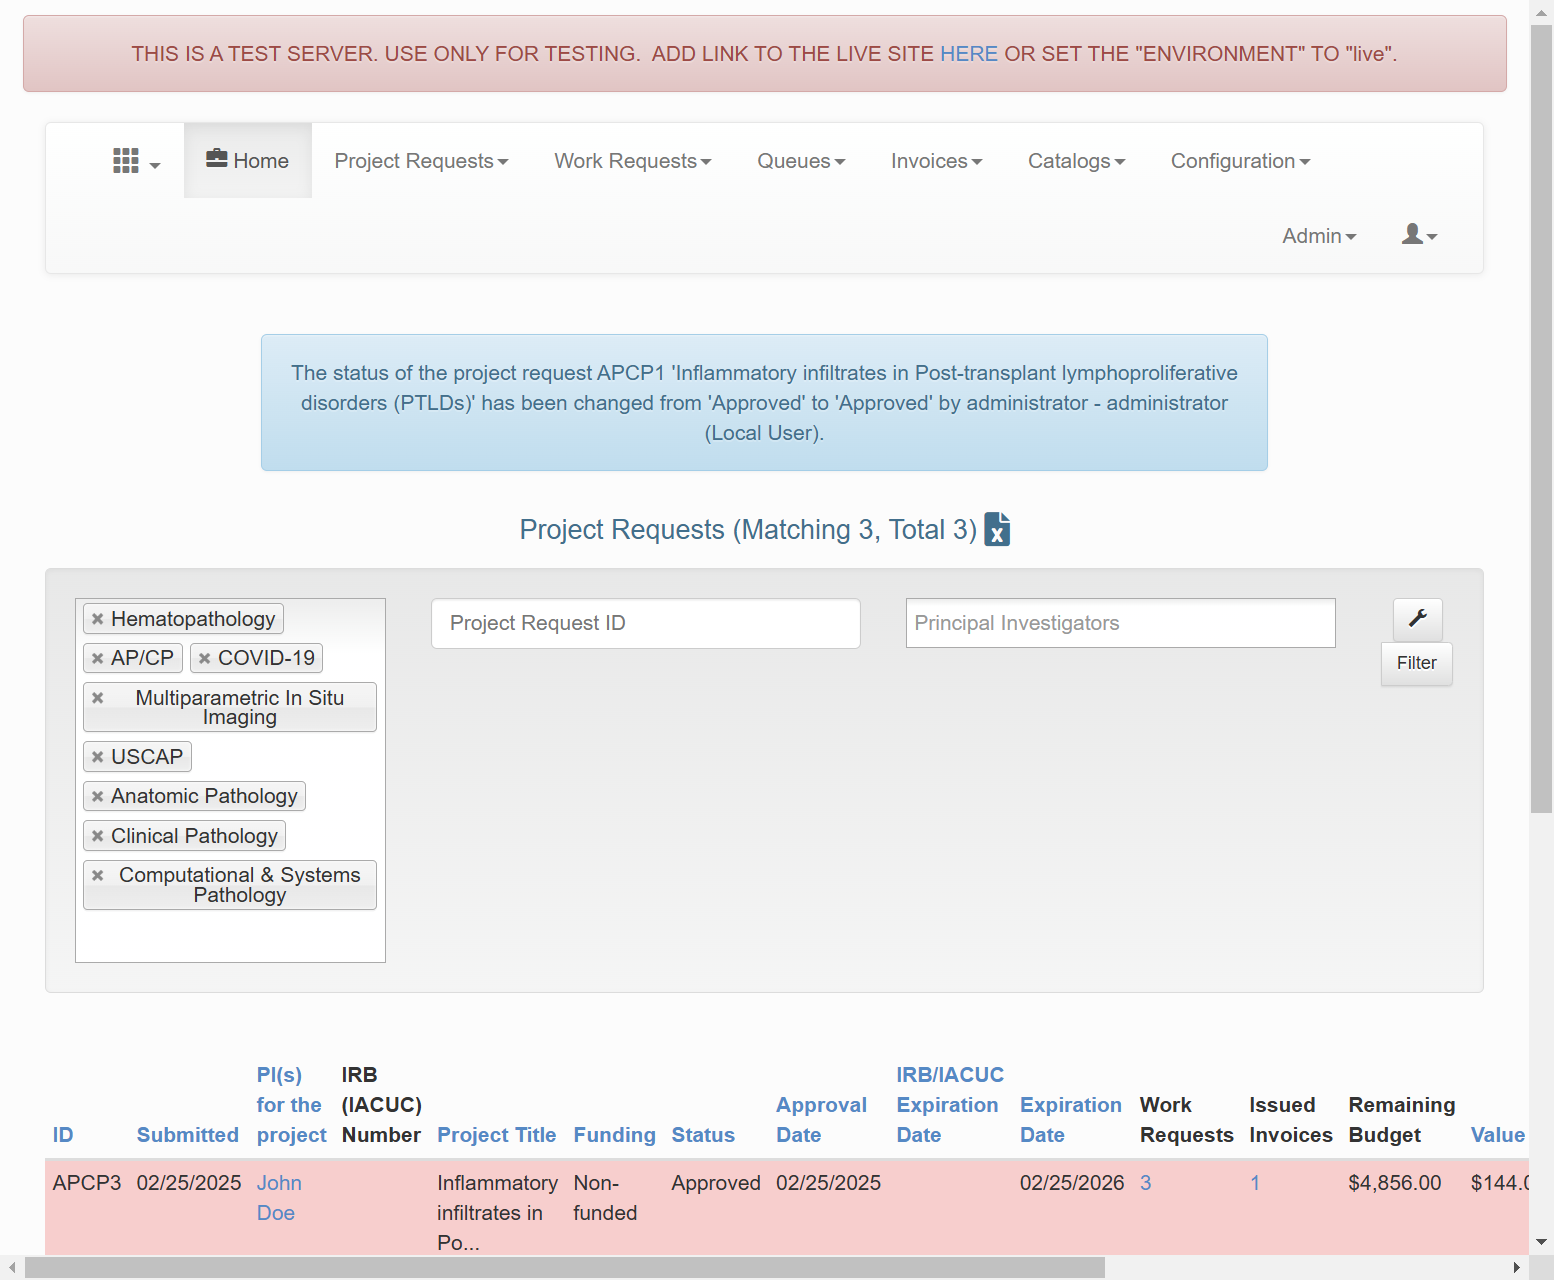 THIS IS A TEST SERVER. USE ONLY FOR TESTING.  ADD LINK TO THE LIVE SITE HERE OR SET THE "ENVIRONMENT" TO "live".
Home
Project Requests
Work Requests
Queues
Invoices
Catalogs
Configuration
Admin
The status of the project request APCP1 'Inflammatory infiltrates in Post-transplant lymphoproliferative
disorders (PTLDs)' has been changed from 'Approved' to 'Approved' by administrator - administrator
(Local User).
Project Requests (Matching 3, Total 3)
Hematopathology
AP/CP
COVID-19
Multiparametric In Situ
Imaging
USCAP
Anatomic Pathology
Clinical Pathology
Computational & Systems
Pathology
Project Request ID
Principal Investigators
Filter
ID
Submitted
PI(s)
for the
project
IRB
(IACUC)
Number
Project Title
Funding
Status
Approval
Date
IRB/IACUC
Expiration
Date
Expiration
Date
Work
Requests
Issued
Invoices
Remaining
Budget
Value
APCP3
02/25/2025
John
Doe
Inflammatory
infiltrates in
Po...
Non-
funded
Approved
02/25/2025
02/25/2026
3
1
$4,856.00